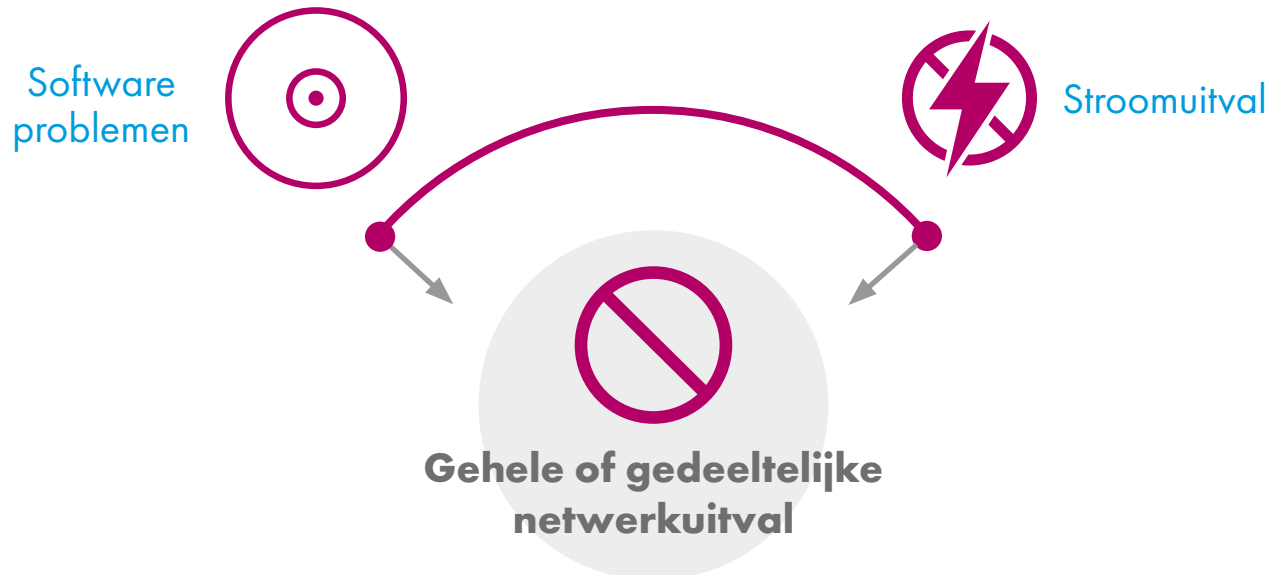 Software
problemen
Stroomuitval
Gehele of gedeeltelijke
netwerkuitval